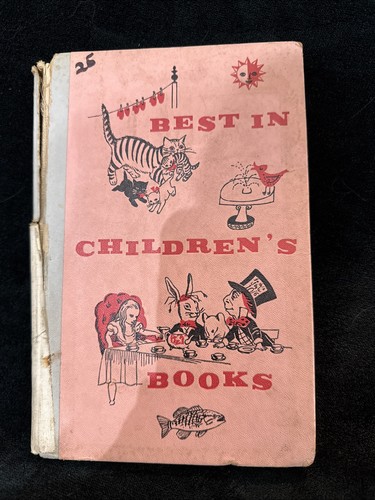 25
BEST IN
CHILDREN'S
BOOKS